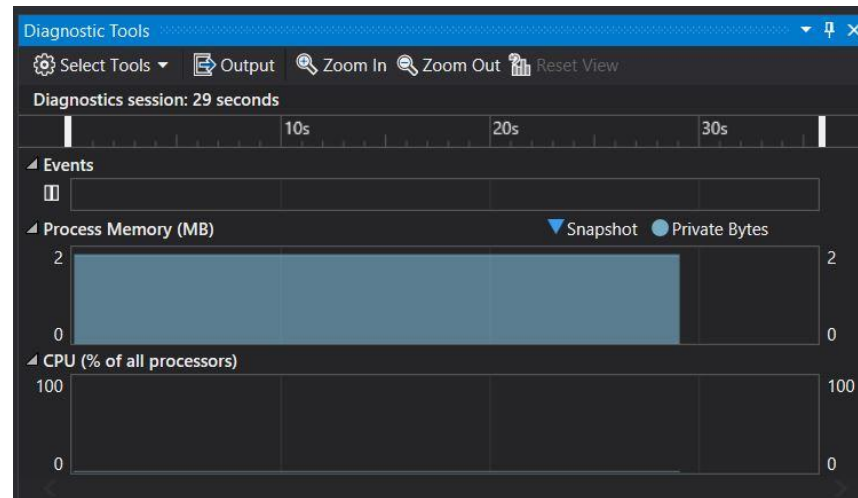 Diagnostic Tools
Select Tools Output Zoom In Zoom Out Reset View
Diagnostics session: 29 seconds
10s 20s 30s
Events
Process Memory (MB) Snapshot Private Bytes
2 2
0 0
CPU (% of all processors)
100 100
0 0